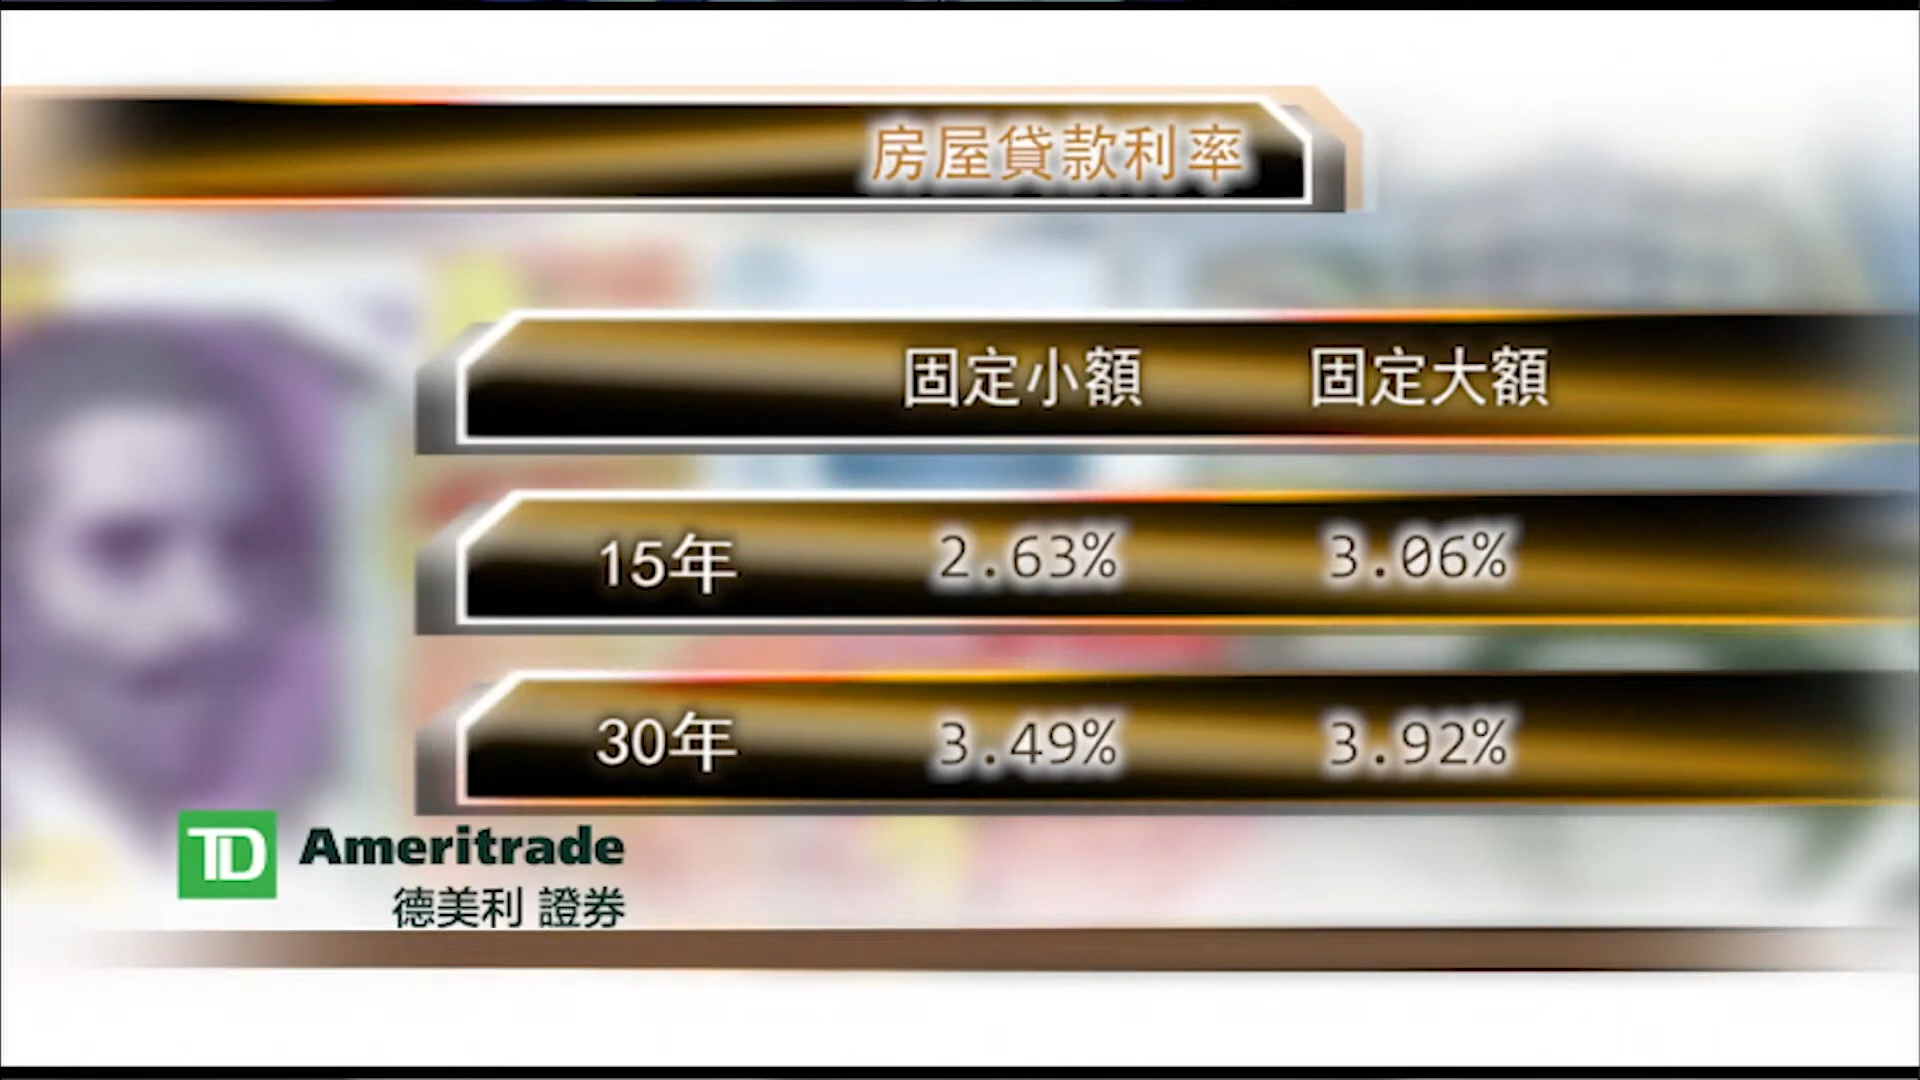 房屋貸款利率
固定小額 固定大額
15年 2.63% 3.06%
30年 3.49% 3.92%
TD Ameritrade
德美利 證券